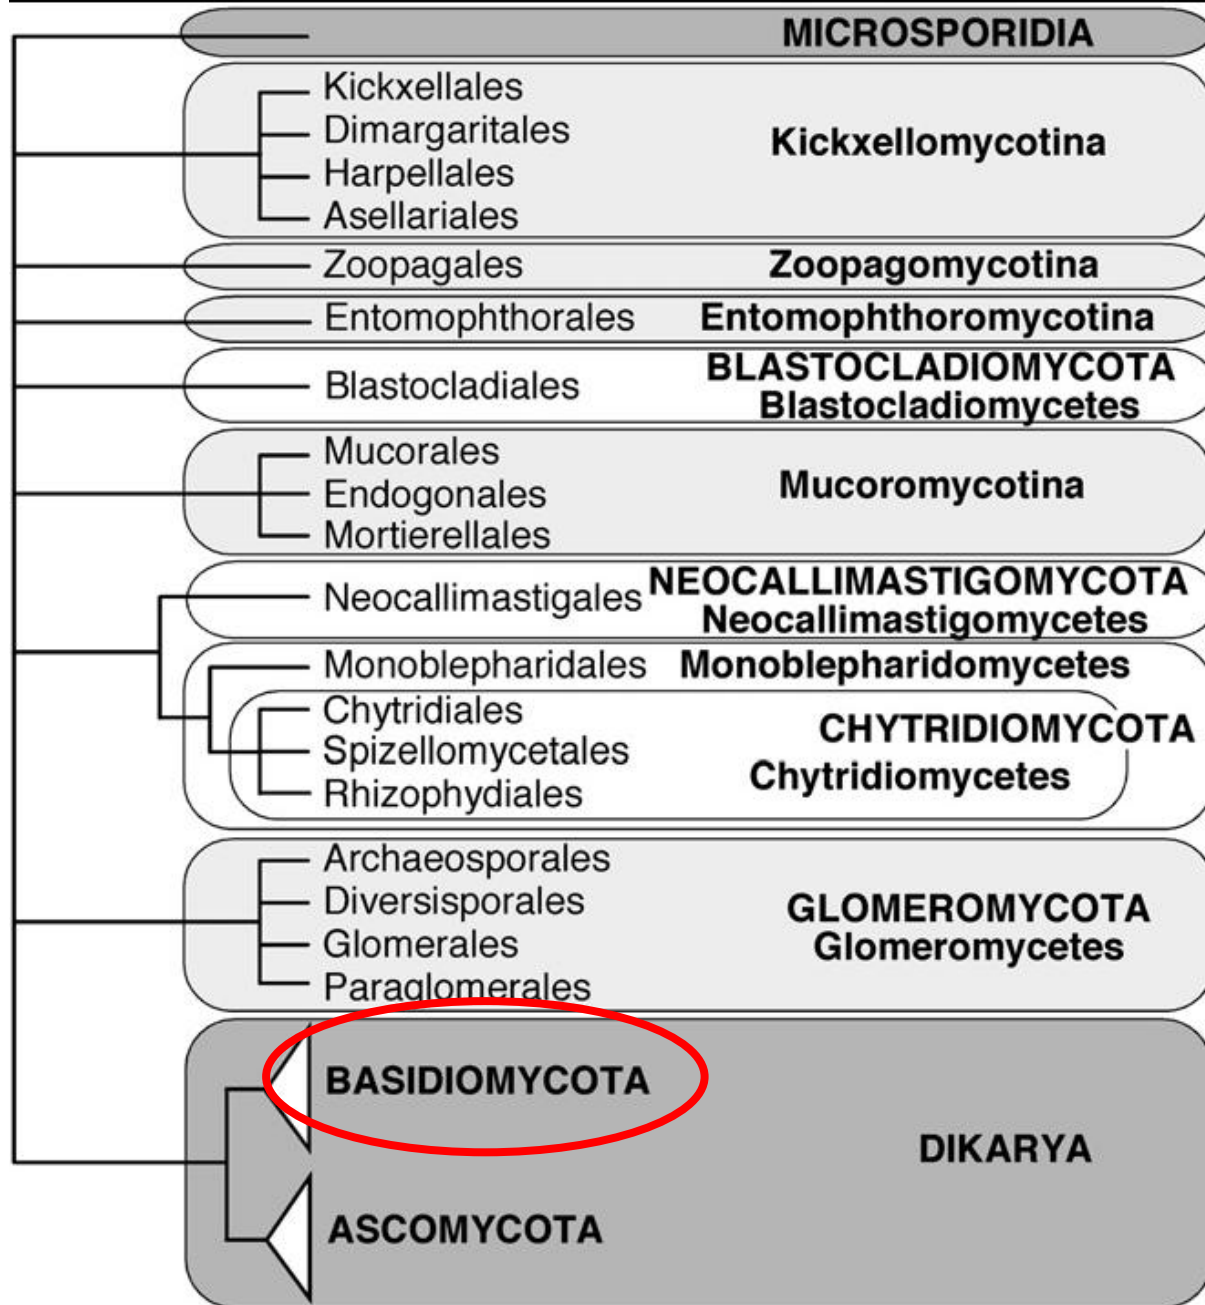 MICROSPORIDIA
Kickxellales
Dimargaritales
Harpellales
Asellariales
Kickxellomycotina
Zoopagales Zoopagomycotina
Entomophthorales Entomophthoromycotina
Blastocladiales
BLASTOCLADIOMYCOTA
Blastocladiomycetes
Mucorales
Endogonales
Mortierellales
Mucoromycotina
Neocallimastigales
NEOCALLIMASTIGOMYCOTA
Neocallimastigomycetes
Monoblepharidales Monoblepharidomycetes
Chytridiales
Spizellomycetales
Rhizophydiales
CHYTRIDIOMYCOTA
Chytridiomycetes
Archaeosporales
Diversisporales
Glomerales
Paraglomerales
GLOMEROMYCOTA
Glomeromycetes
BASIDIOMYCOTA
DIKARYA
ASCOMYCOTA